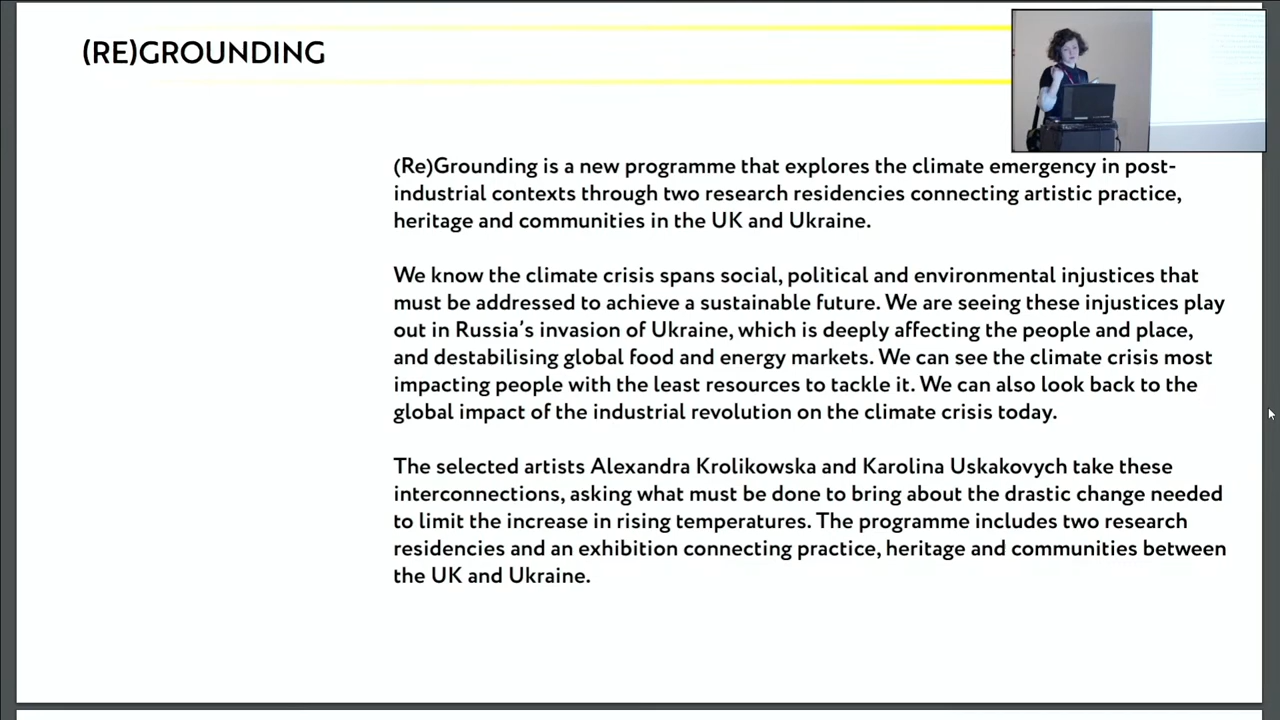 (RE)GROUNDING
(Re)Grounding is a new programme that explores the climate emergency in post-
industrial contexts through two research residencies connecting artistic practice,
heritage and communities in the UK and Ukraine.
We know the climate crisis spans social, political and environmental injustices that
must be addressed to achieve a sustainable future. We are seeing these injustices play
out in Russia's invasion of Ukraine, which is deeply affecting the people and place,
and destabilising global food and energy markets. We can see the climate crisis most
impacting people with the least resources to tackle it. We can also look back to the
global impact of the industrial revolution on the climate crisis today.
The selected artists Alexandra Krolikowska and Karolina Uskakovych take these
interconnections, asking what must be done to bring about the drastic change needed
to limit the increase in rising temperatures. The programme includes two research
residencies and an exhibition connecting practice, heritage and communities between
the UK and Ukraine.